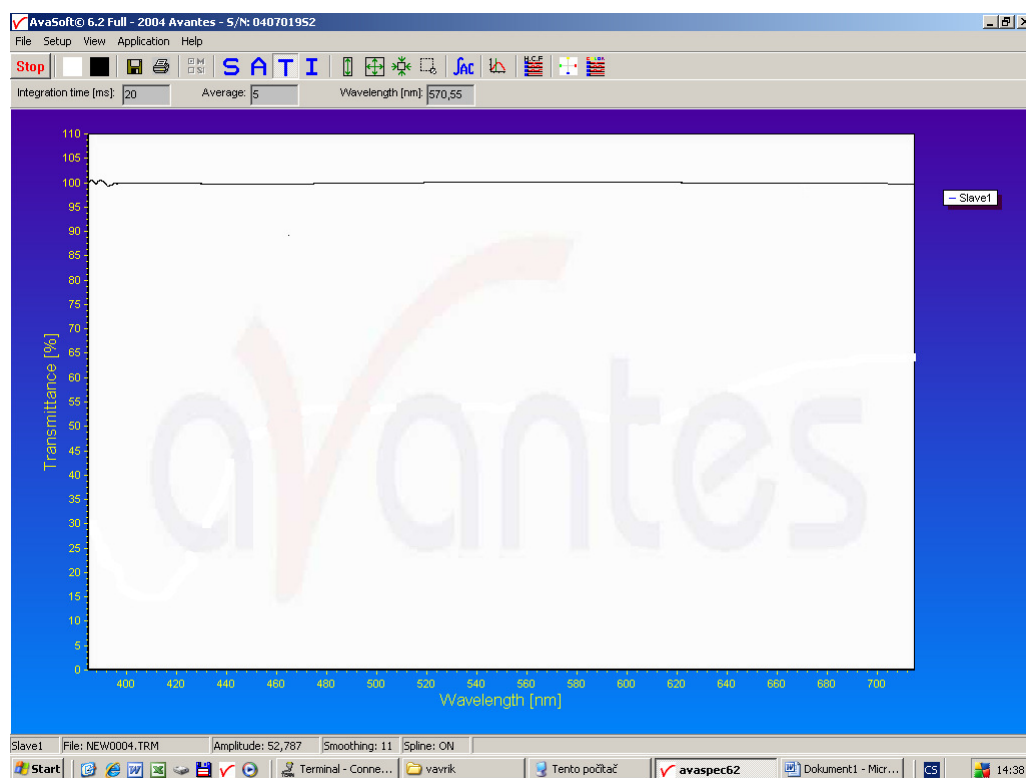 AvaSoft© 6.2 Full - 2004 Avantes - S/N: 0407019S2
File Setup View Application Help
Stop S A T I AC H.C.F
Integration time [ms]: 20 Average: 5 Wavelength [nm]: 570,55
110
105
100
95
90
85
80
75
70
65
60
55
50
45
40
35
30
25
20
15
10
5
0
Transmittance [%]
avantes
Slave1
400 420 440 460 480 500 520 540 560 580 600 620 640 660 680 700
Wavelength [nm]
Slave1 File: NEW0004.TRM Amplitude: 52,787 Smoothing: 11 Spline: ON
Start Terminal - Conne... vavrik Tento počítač avaspec62 Dokument1 - Micr... CS 14:38